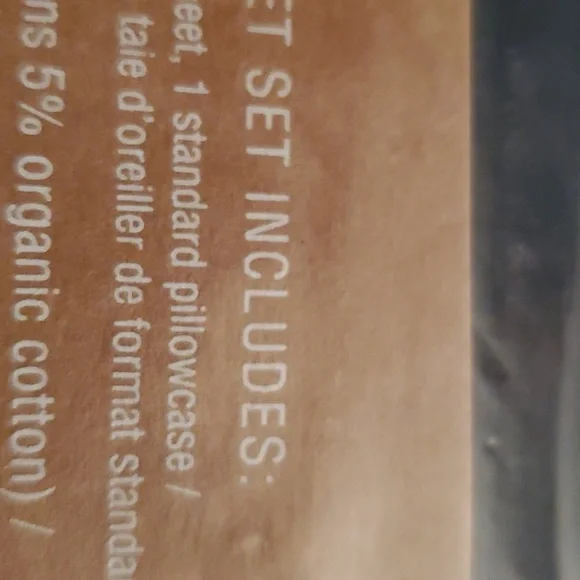 ET SET INCLUDES:
eet, 1 standard pillowcase /
taie d'oreiller de format standa
ns 5% organic cotton) /